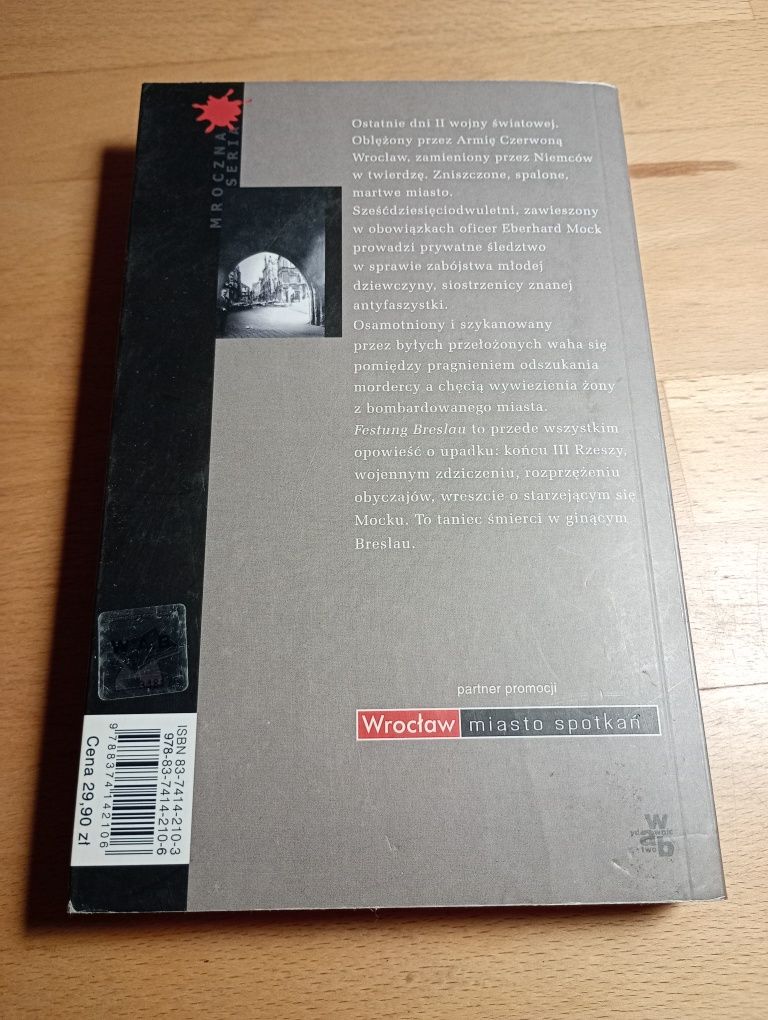 MROCZNA
SERIA
Ostatnie dni II wojny światowej.
Oblężony przez Armię Czerwoną
Wrocław, zamieniony przez Niemców
w twierdzę. Zniszczone, spalone,
martwe miasto.
Sześćdziesięciodwuletni, zawieszony
w obowiązkach oficer Eberhard Mock
prowadzi prywatne śledztwo
w sprawie zabójstwa młodej
dziewczyny, siostrzenicy znanej
antyfaszystki.
Osamotniony i szykanowany
przez byłych przełożonych waha się
pomiędzy pragnieniem odszukania
mordercy a chęcią wywiezienia żony
z bombardowanego miasta.
Festung Breslau to przede wszystkim
opowieść o upadku: końcu III Rzeszy,
wojennym zdziczeniu, rozprzężeniu
obyczajów, wreszcie o starzejącym się
Mocku. To taniec śmierci w ginącym
Breslau.
partner promocji
Wrocław miasto spotkań
ISBN 83-7414-210-3
978-83-7414-210-6
9788374142106
Cena 29,90 zł
wydawnic
two
wab